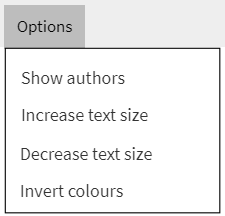 Options
Show authors
Increase text size
Decrease text size
Invert colours